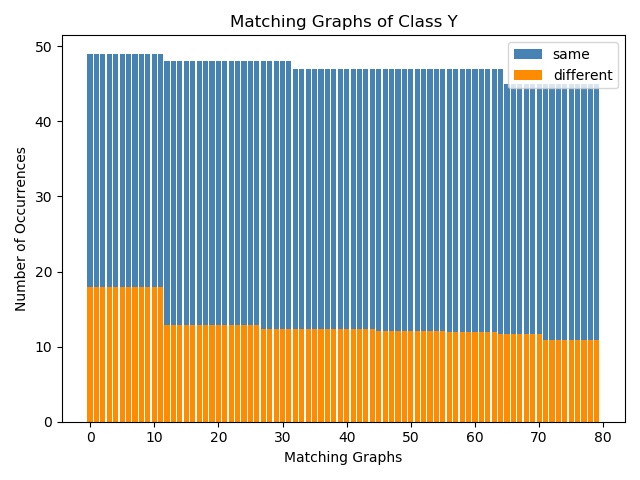 Matching Graphs of Class Y
same
different
Number of Occurrences
50
40
30
20
10
0
0 10 20 30 40 50 60 70 80
Matching Graphs